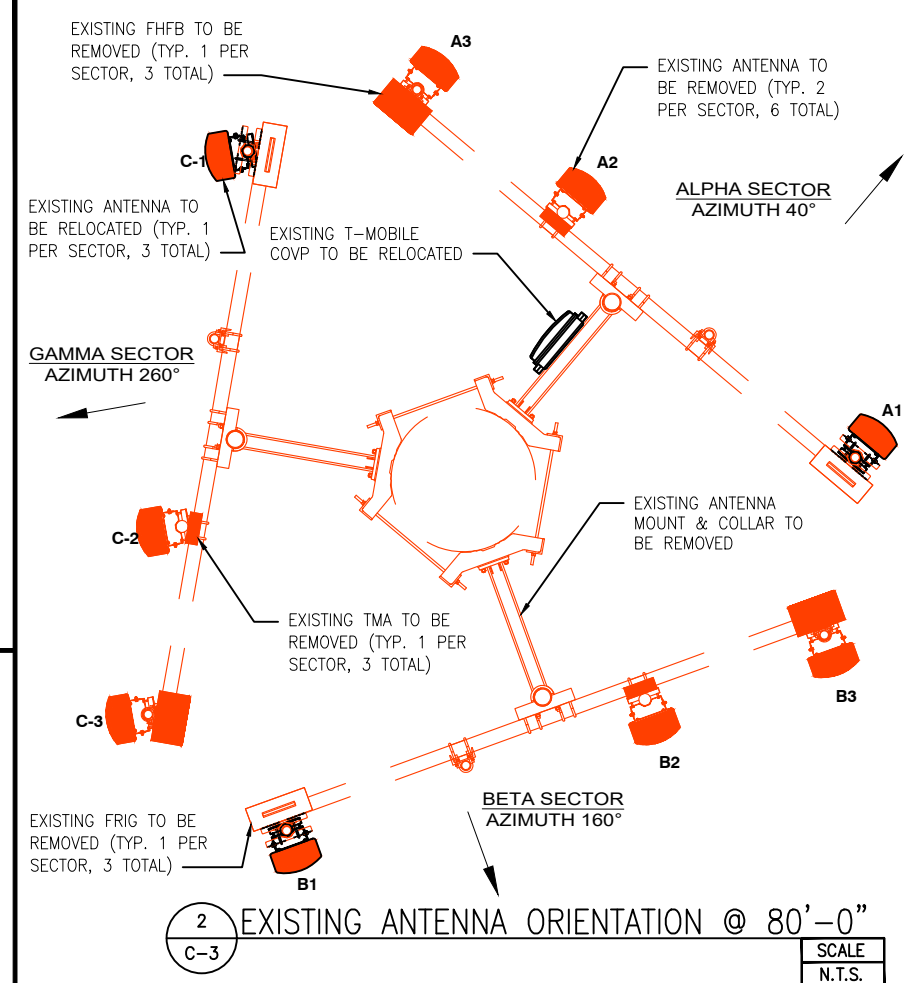 EXISTING FHFB TO BE
REMOVED (TYP. 1 PER
SECTOR, 3 TOTAL)
A3
EXISTING ANTENNA TO
BE REMOVED (TYP. 2
PER SECTOR, 6 TOTAL)
C-1
A2
ALPHA SECTOR
AZIMUTH 40°
EXISTING ANTENNA TO
BE RELOCATED (TYP. 1
PER SECTOR, 3 TOTAL)
EXISTING T-MOBILE
COVP TO BE RELOCATED
GAMMA SECTOR
AZIMUTH 260°
A1
EXISTING ANTENNA
MOUNT & COLLAR TO
BE REMOVED
C-2
EXISTING TMA TO BE
REMOVED (TYP. 1 PER
SECTOR, 3 TOTAL)
B3
C-3
B2
BETA SECTOR
AZIMUTH 160°
EXISTING FRIG TO BE
REMOVED (TYP. 1 PER
SECTOR, 3 TOTAL)
B1
2
C-3
EXISTING ANTENNA ORIENTATION @ 80'-0"
SCALE
N.T.S.